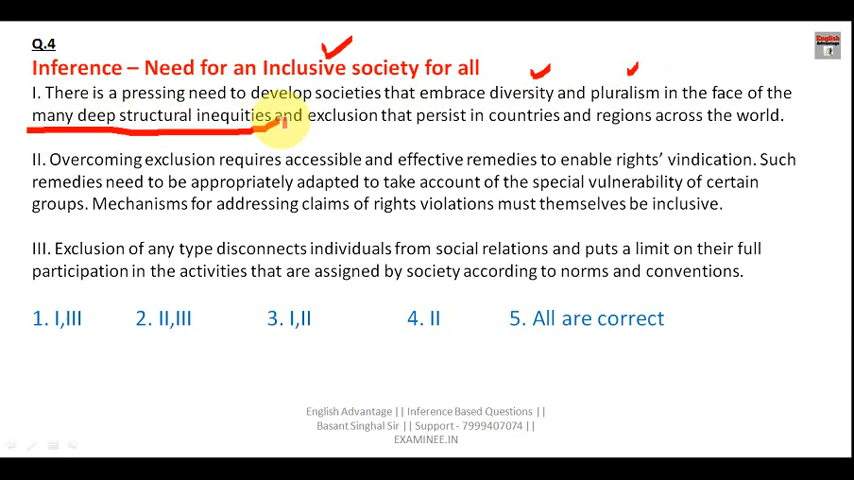 Q.4
English
Advantage
Inference – Need for an Inclusive society for all
I. There is a pressing need to develop societies that embrace diversity and pluralism in the face of the
many deep structural inequities and exclusion that persist in countries and regions across the world.
II. Overcoming exclusion requires accessible and effective remedies to enable rights’ vindication. Such
remedies need to be appropriately adapted to take account of the special vulnerability of certain
groups. Mechanisms for addressing claims of rights violations must themselves be inclusive.
III. Exclusion of any type disconnects individuals from social relations and puts a limit on their full
participation in the activities that are assigned by society according to norms and conventions.
1. I,III 2. II,III 3. I,II 4. II 5. All are correct
English Advantage || Inference Based Questions ||
Basant Singhal Sir || Support - 7999407074 ||
EXAMINEE.IN